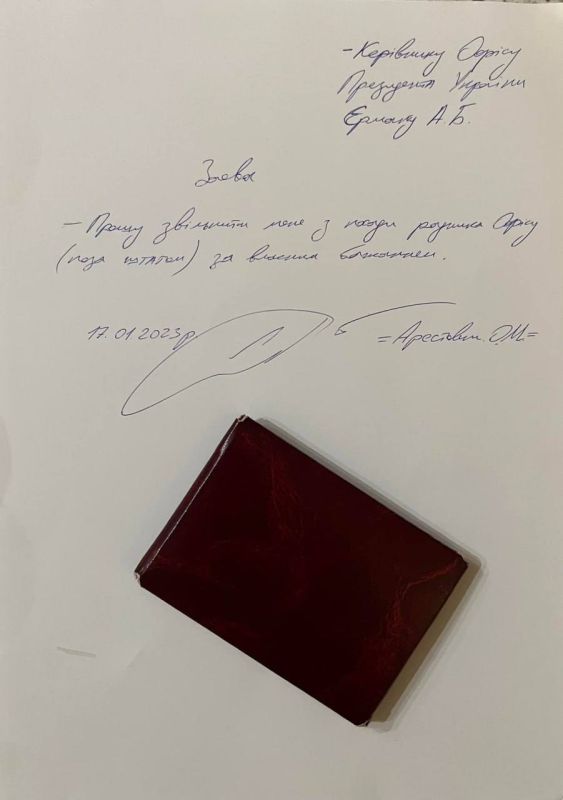 - Керівнику Офісу
Президента України
Єрмаку А.Б.
Заява
- Прошу звільнити мене з посади радника Офісу
(поза штатом) за власним бажанням.
17.01.2023р. =Арестович О.М.=